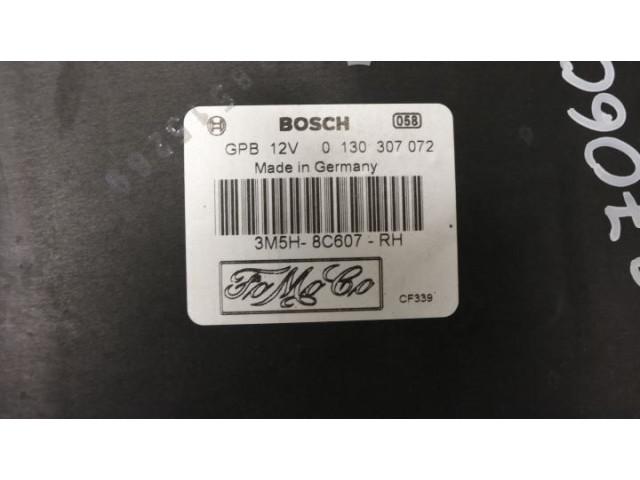 BOSCH 058
GPB 12V 0 130 307 072
Made in Germany
3M5H-8C607-RH
FoMoCo
CF339